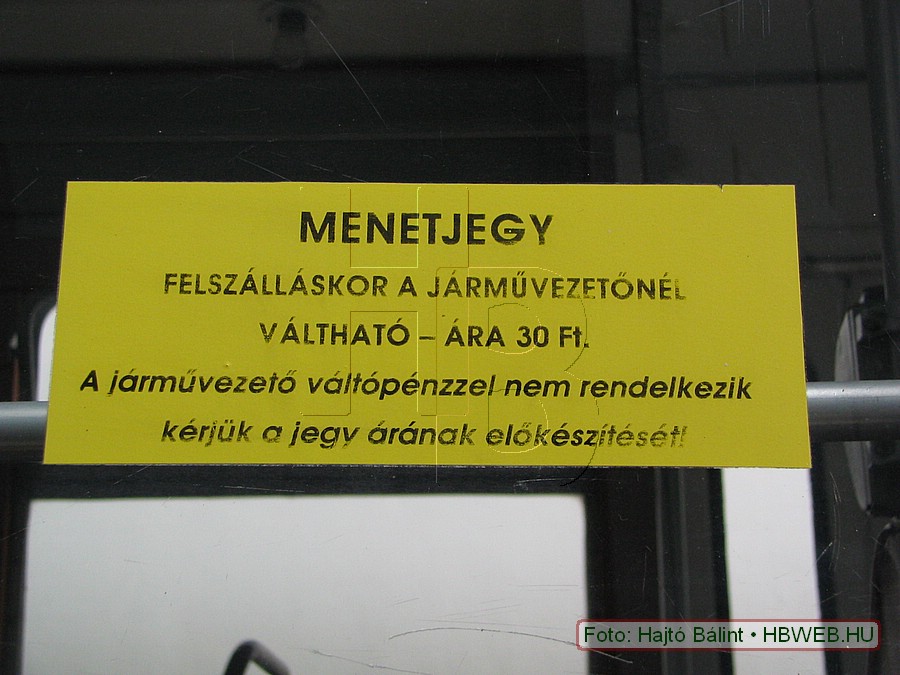 MENETJEGY
FELSZÁLLÁSKOR A JÁRMŰVEZETŐNÉL
VÁLTHATÓ – ÁRA 30 Ft.
A járművezető váltópénzzel nem rendelkezik
kérjük a jegy árának előkészítését!
HB
Foto: Hajtó Bálint • HBWEB.HU